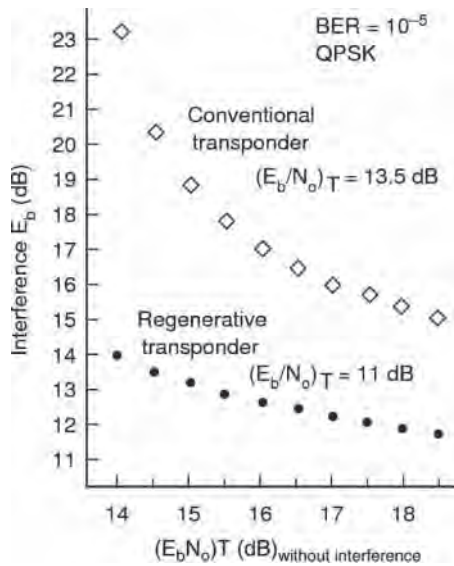 BER = 10⁻⁵
QPSK
Conventional
transponder
(E_b/N_o)_T = 13.5 dB
Regenerative
transponder
(E_b/N_o)_T = 11 dB
Interference E_b (dB)
23
22
21
20
19
18
17
16
15
14
13
12
11
14 15 16 17 18
(E_bN_o)T (dB)_without interference